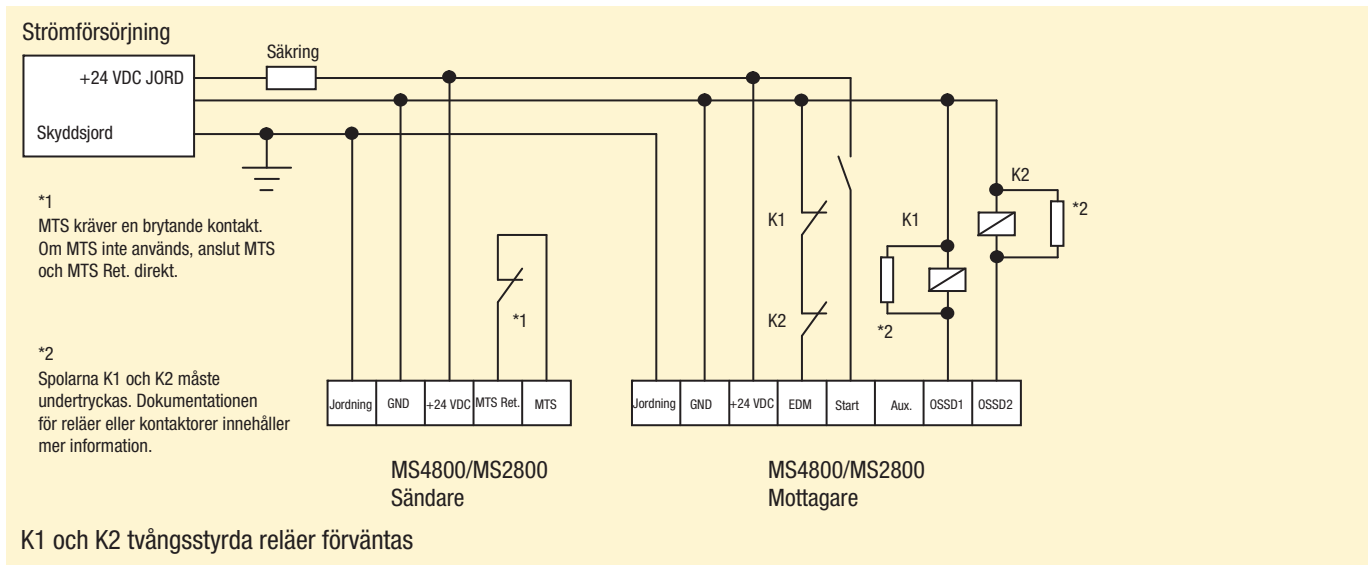 Strömförsörjning
Säkring
+24 VDC JORD
Skyddsjord
*1
MTS kräver en brytande kontakt.
Om MTS inte används, anslut MTS
och MTS Ret. direkt.
*2
Spolarna K1 och K2 måste
undertryckas. Dokumentationen
för reläer eller kontaktorer innehåller
mer information.
*1
K1
K2
K1
*2
K2
*2
Jordning GND +24 VDC MTS Ret. MTS
Jordning GND +24 VDC EDM Start Aux. OSSD1 OSSD2
MS4800/MS2800
Sändare
MS4800/MS2800
Mottagare
K1 och K2 tvångsstyrda reläer förväntas